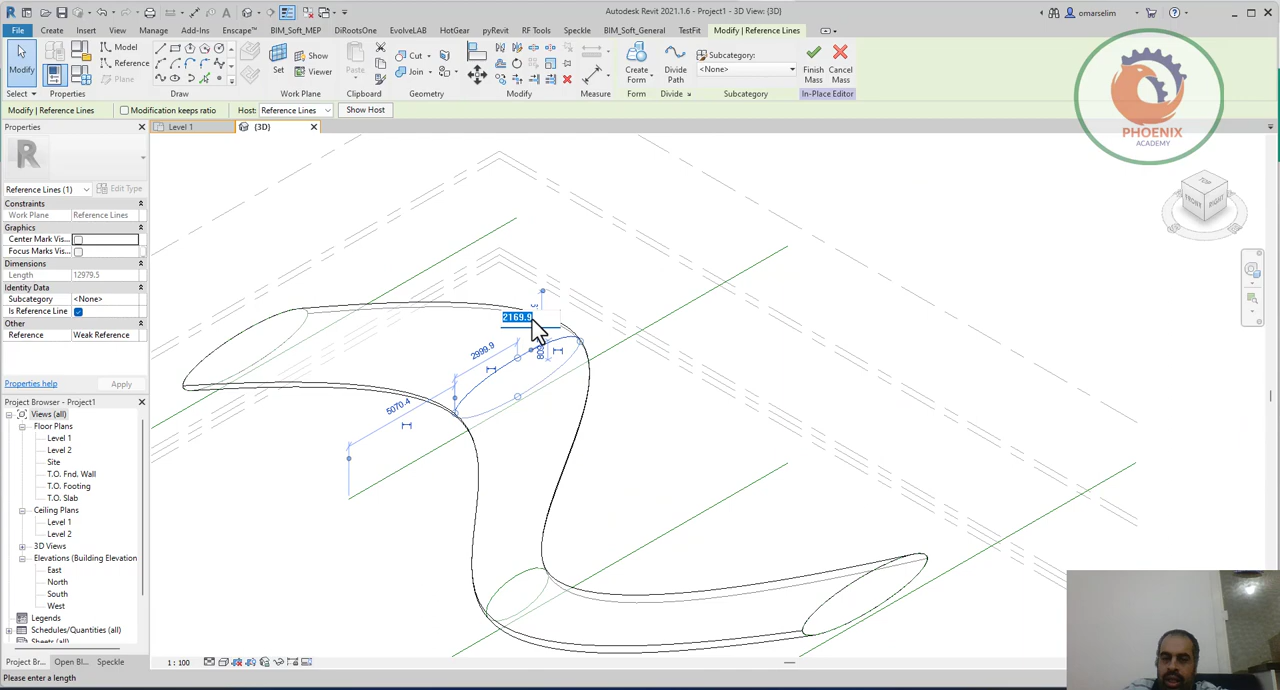 Autodesk Revit 2021.1.6 - Project1 - 3D View: {3D}
omarselim
File Architecture Create Insert View Manage Add-Ins Enscape™ BIM_Soft_MEP DiRootsOne EvolveLAB HotGear pyRevit RF Tools Speckle BIM_Soft_General TestFit Modify | Reference Lines
Modify
Model
Reference
Plane
Set
Show
Viewer
Paste
Cut
Join
Create Form
Divide Path
Subcategory:
<None>
Finish Mass
Cancel Mass
Select Properties Draw Work Plane Clipboard Geometry Modify Measure Form Divide Subcategory In-Place Editor
Modify | Reference Lines Modification keeps ratio Host: Reference Lines Show Host
Properties
Level 1
{3D}
Reference Lines (1) Edit Type
Constraints
Work Plane Reference Lines
Graphics
Center Mark Vis...
Focus Marks Vis...
Dimensions
Length 12979.5
Identity Data
Subcategory <None>
Is Reference Line
Other
Reference Weak Reference
Properties help Apply
Project Browser - Project1
Views (all)
Floor Plans
Level 1
Level 2
Site
T.O. Fnd. Wall
T.O. Footing
T.O. Slab
Ceiling Plans
Level 1
Level 2
3D Views
Elevations (Building Elevation
East
North
South
West
Legends
Schedules/Quantities (all)
Sheets (all)
Project Br... Open Bl... Speckle
Please enter a length
1 : 100
2169.9
2999.9
5070.4
TOP
FRONT
RIGHT
PHOENIX
ACADEMY